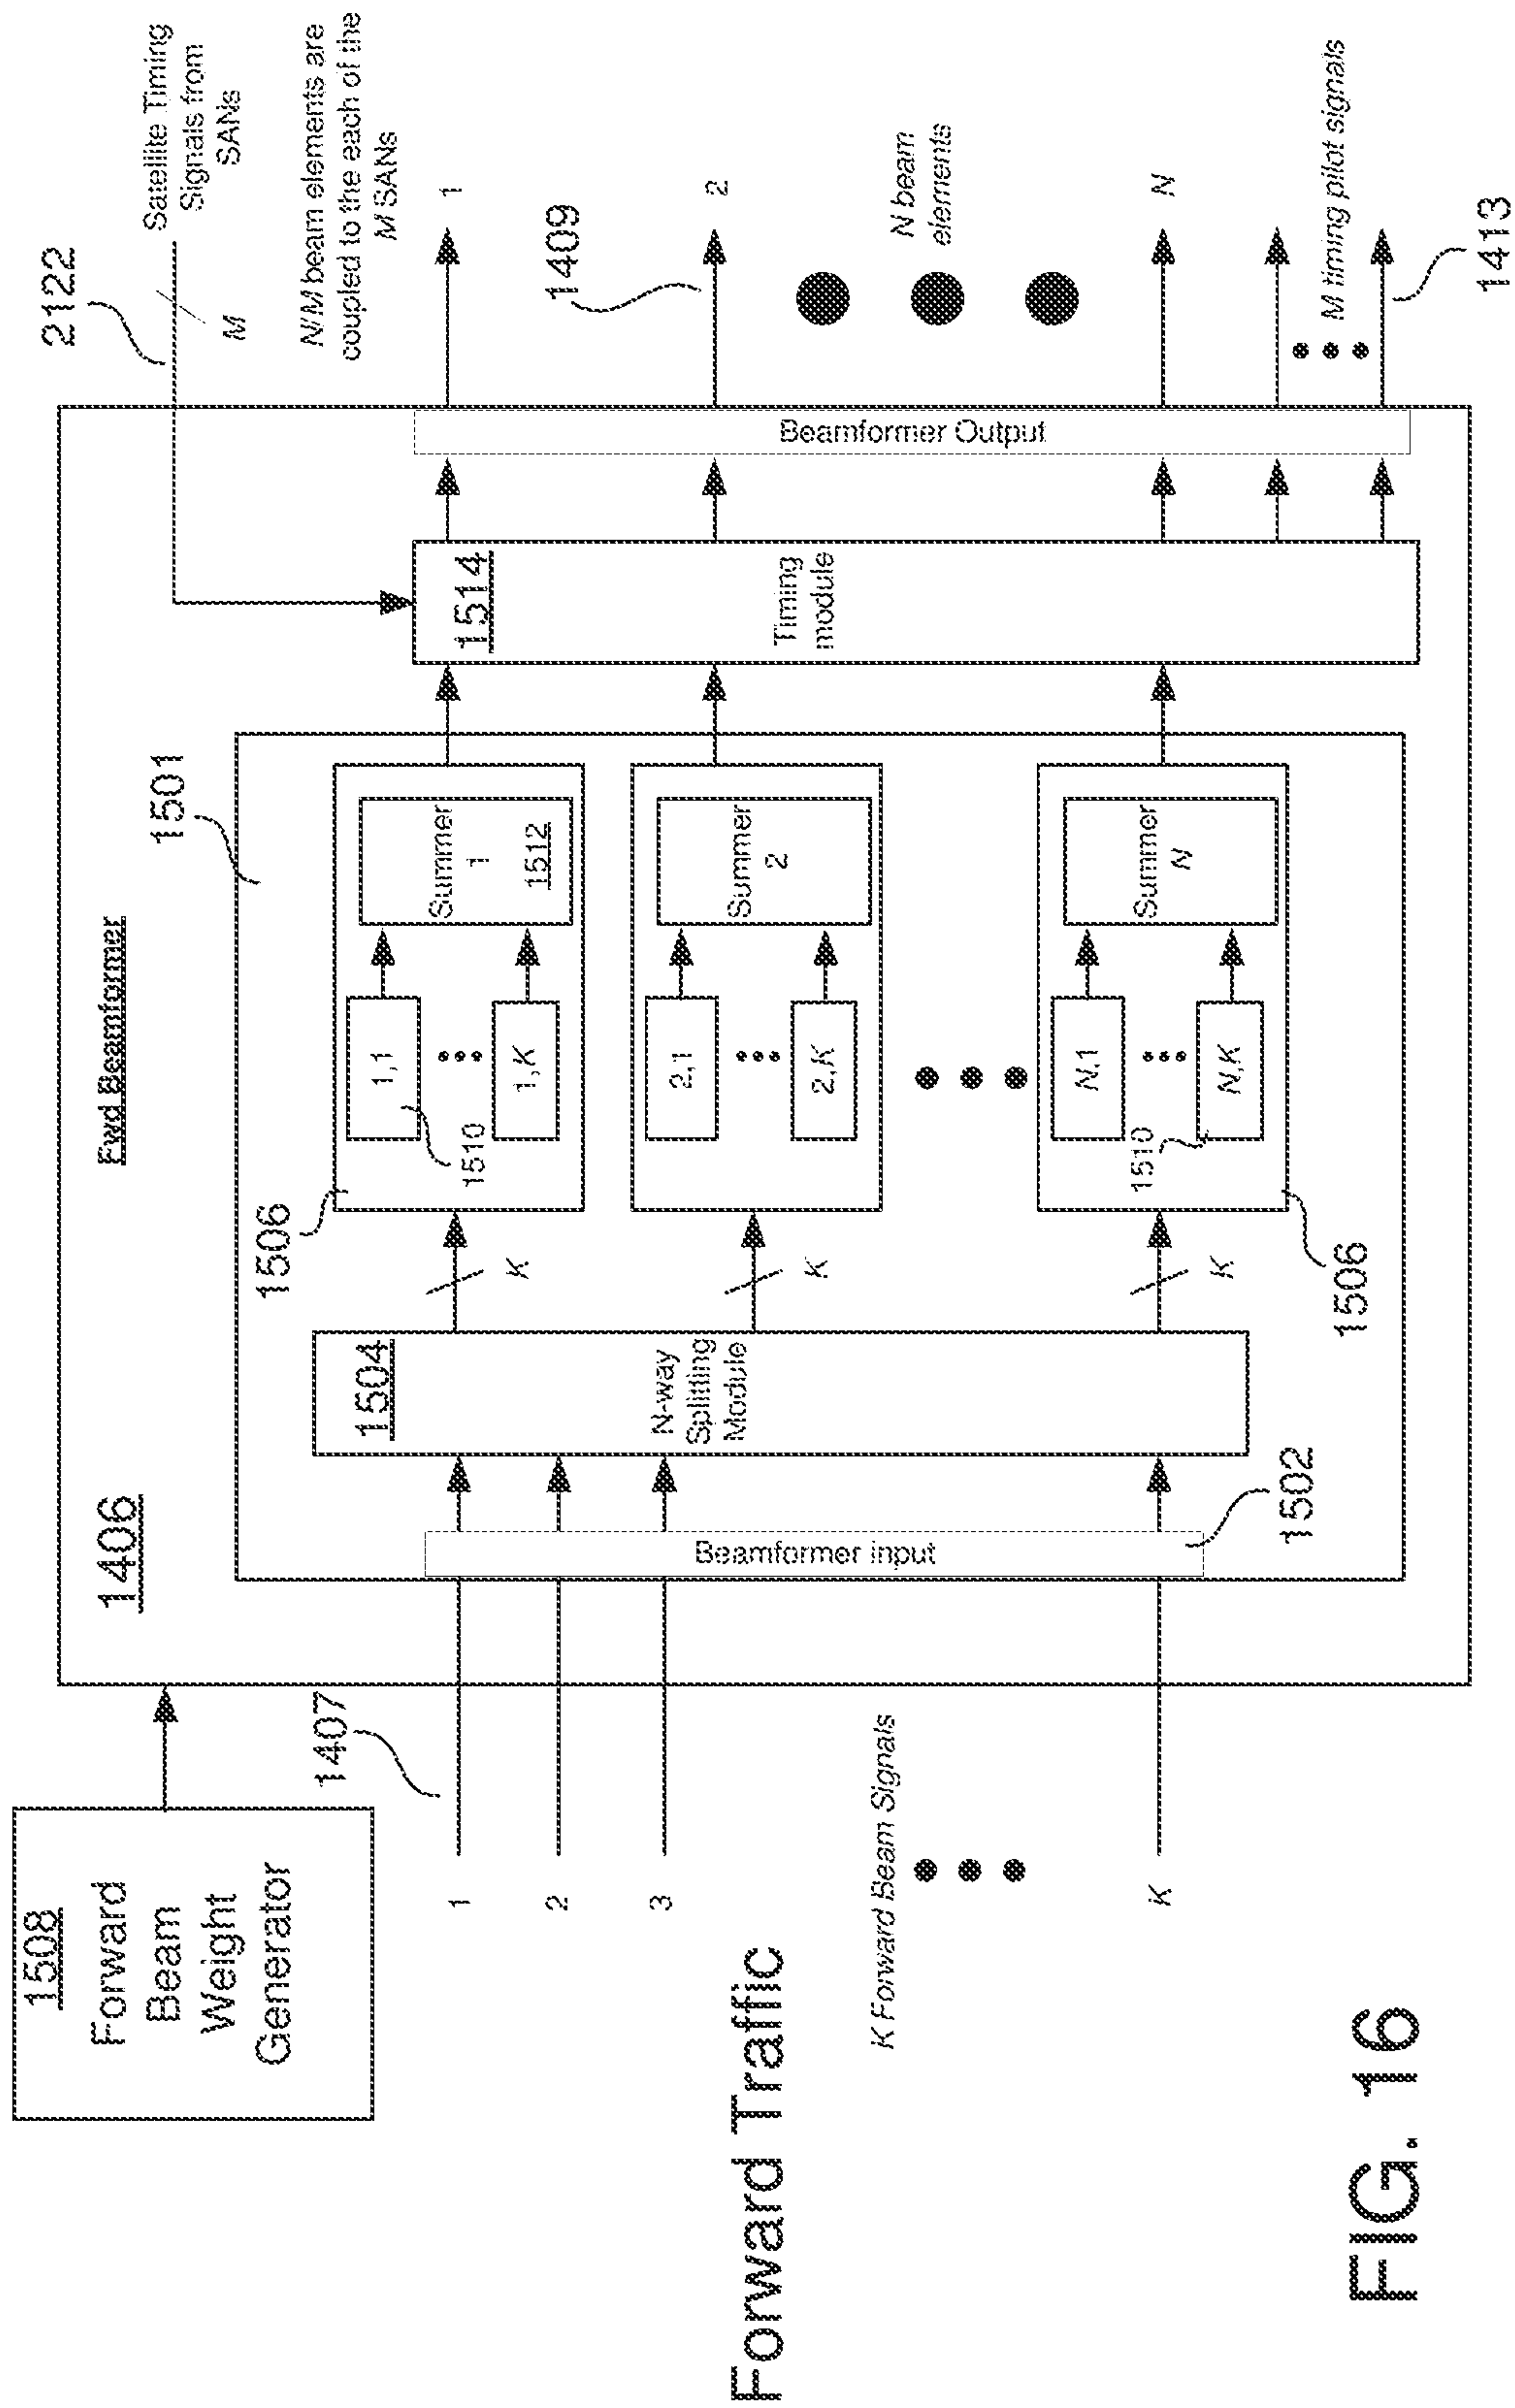 Fwd Beamformer
1406
1508
Forward
Beam
Weight
Generator
2122
Satellite Timing
Signals from
SANs
M
N/M beam elements are
coupled to the each of the
M SANs
1501
1407
1
2
3
K Forward Beam Signals
K
Beamformer input
1502
1504
N-way
Splitting
Module
K
K
K
1506
1,1
1510
1,K
Summer
1
1512
2,1
2,K
Summer
2
N,1
1510
N,K
Summer
N
1506
1514
Timing
module
Beamformer Output
1
1409
2
N beam
elements
N
M timing pilot signals
1413
Forward Traffic
FIG. 16